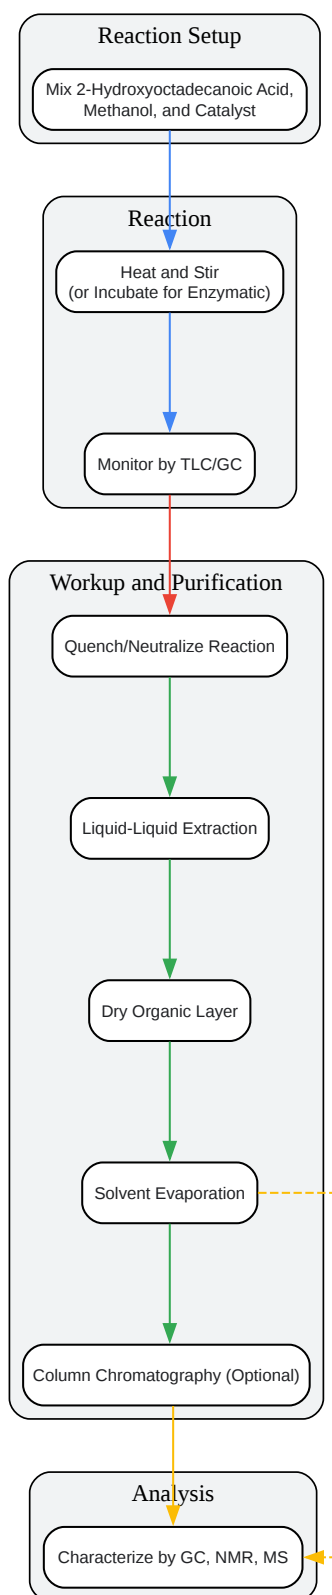 Reaction Setup
Mix 2-Hydroxyoctadecanoic Acid,
Methanol, and Catalyst
Reaction
Heat and Stir
(or Incubate for Enzymatic)
Monitor by TLC/GC
Workup and Purification
Quench/Neutralize Reaction
Liquid-Liquid Extraction
Dry Organic Layer
Solvent Evaporation
Column Chromatography (Optional)
Analysis
Characterize by GC, NMR, MS